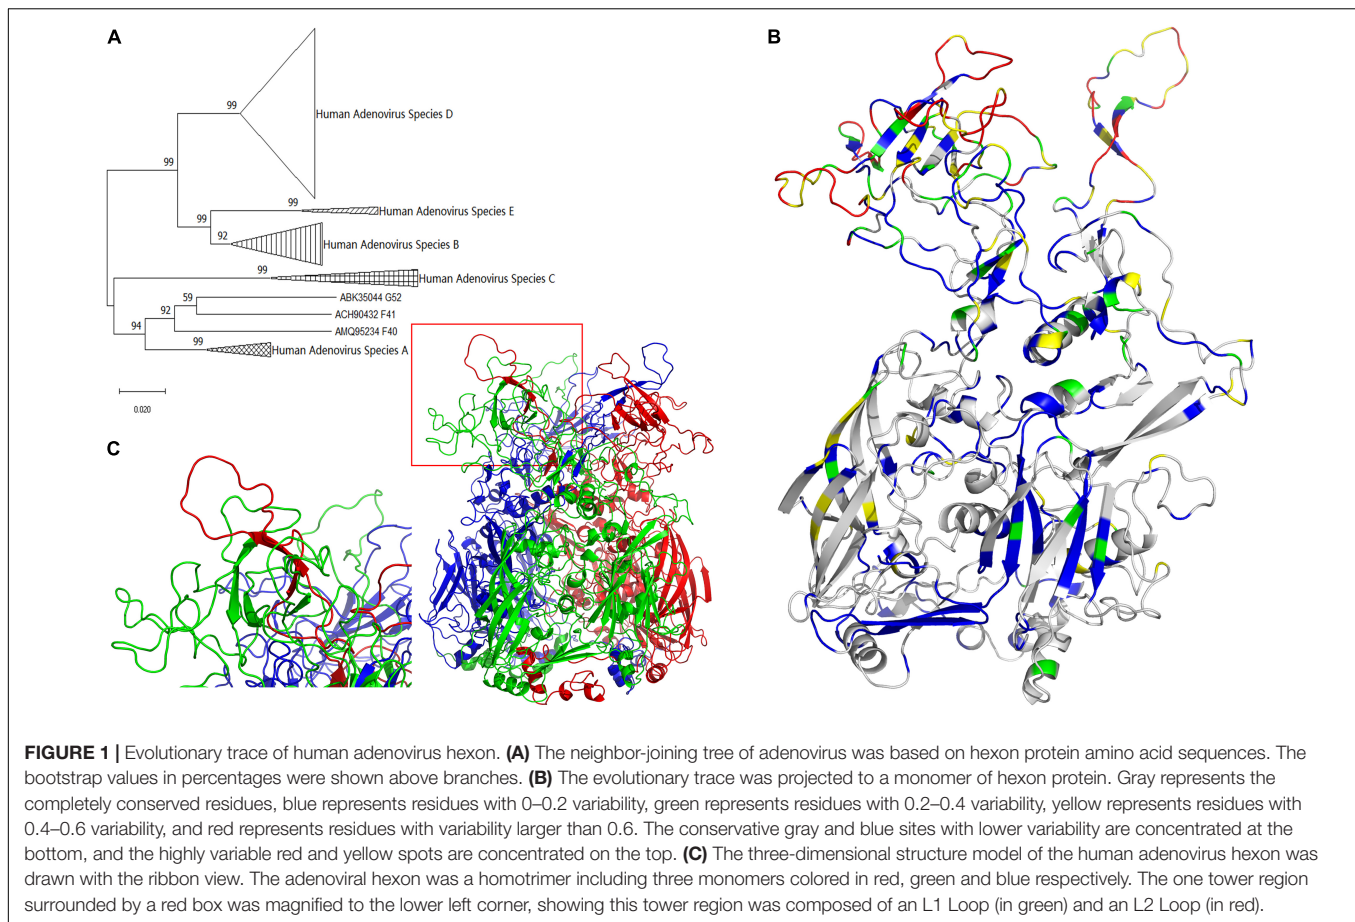 A
B
99
Human Adenovirus Species D
99
99
Human Adenovirus Species E
99
92
Human Adenovirus Species B
99
Human Adenovirus Species C
59
ABK35044 G52
92
ACH90432 F41
94
AMQ95234 F40
99
Human Adenovirus Species A
0.020
C
FIGURE 1 | Evolutionary trace of human adenovirus hexon. (A) The neighbor-joining tree of adenovirus was based on hexon protein amino acid sequences. The
bootstrap values in percentages were shown above branches. (B) The evolutionary trace was projected to a monomer of hexon protein. Gray represents the
completely conserved residues, blue represents residues with 0–0.2 variability, green represents residues with 0.2–0.4 variability, yellow represents residues with
0.4–0.6 variability, and red represents residues with variability larger than 0.6. The conservative gray and blue sites with lower variability are concentrated at the
bottom, and the highly variable red and yellow spots are concentrated on the top. (C) The three-dimensional structure model of the human adenovirus hexon was
drawn with the ribbon view. The adenoviral hexon was a homotrimer including three monomers colored in red, green and blue respectively. The one tower region
surrounded by a red box was magnified to the lower left corner, showing this tower region was composed of an L1 Loop (in green) and an L2 Loop (in red).